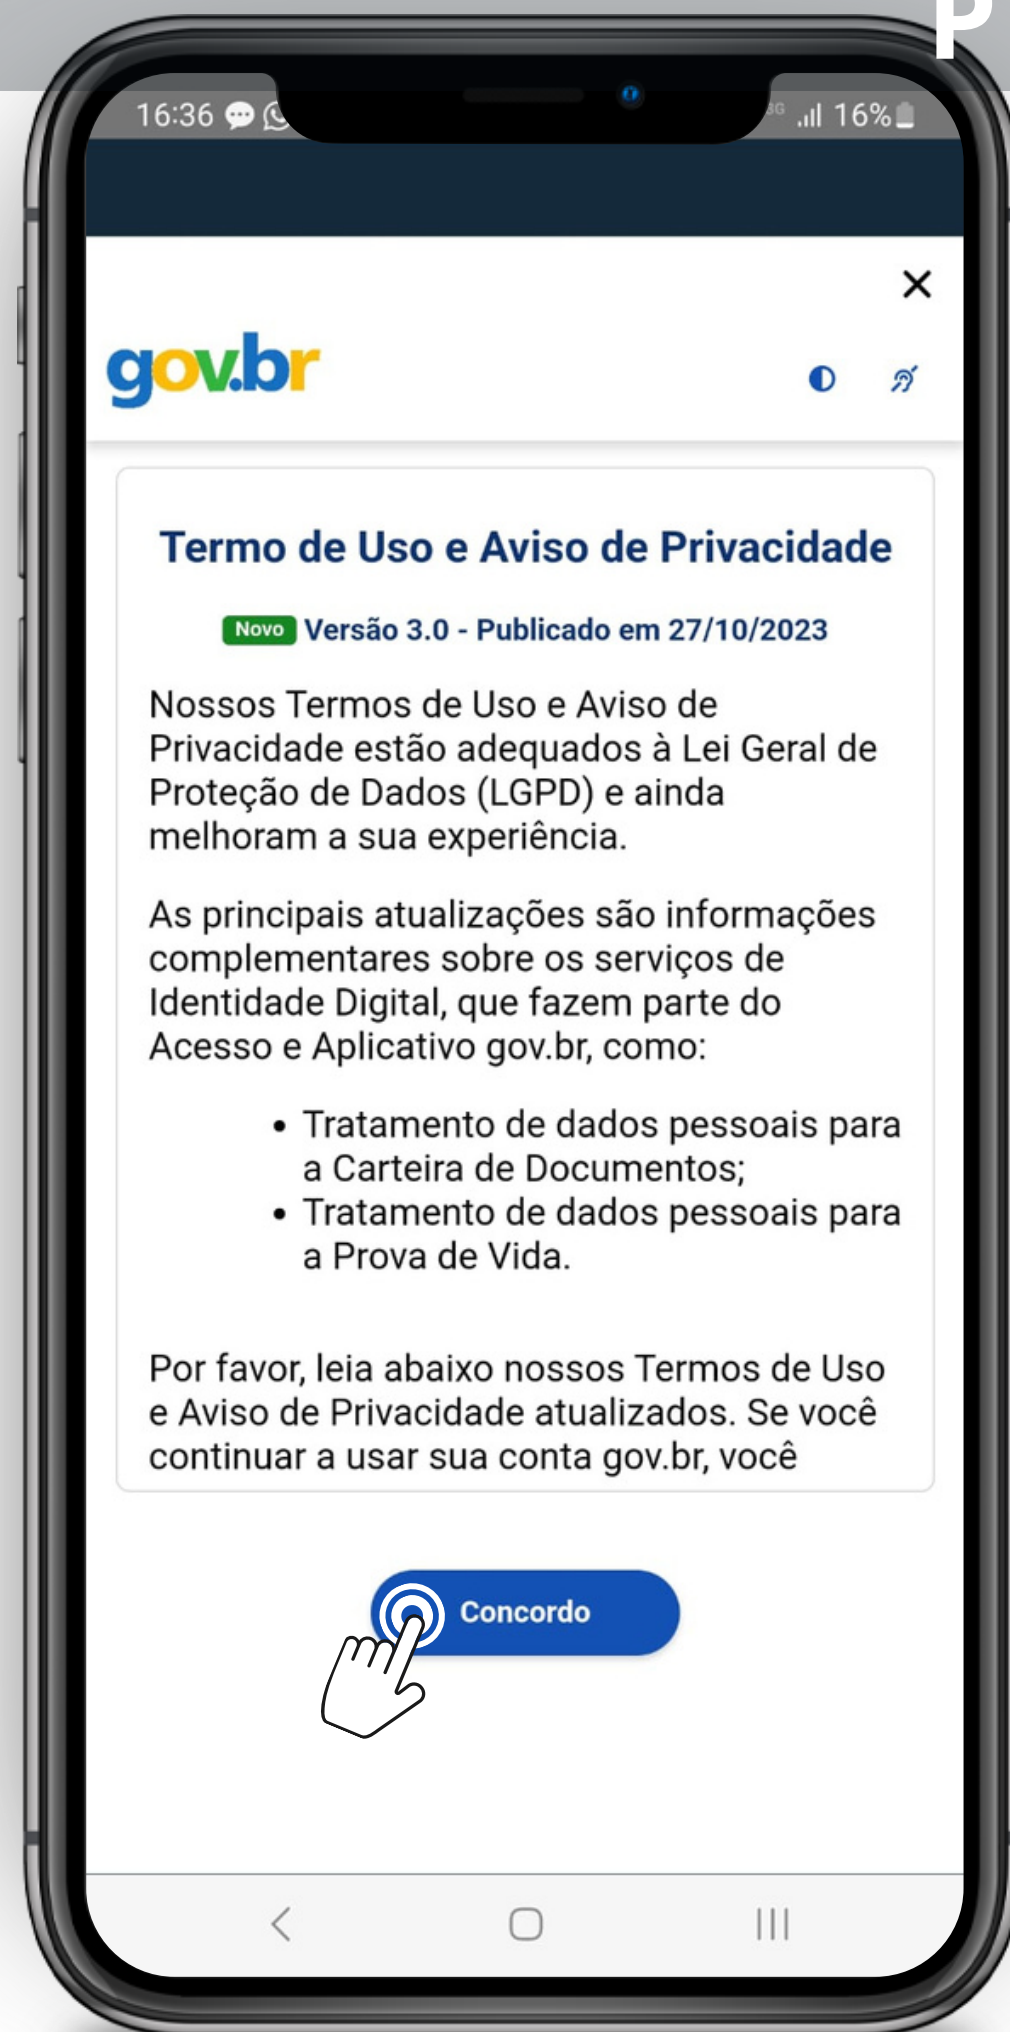 P
16:36
3G 16%
gov.br
Termo de Uso e Aviso de Privacidade
Novo Versão 3.0 - Publicado em 27/10/2023
Nossos Termos de Uso e Aviso de
Privacidade estão adequados à Lei Geral de
Proteção de Dados (LGPD) e ainda
melhoram a sua experiência.
As principais atualizações são informações
complementares sobre os serviços de
Identidade Digital, que fazem parte do
Acesso e Aplicativo gov.br, como:
• Tratamento de dados pessoais para
a Carteira de Documentos;
• Tratamento de dados pessoais para
a Prova de Vida.
Por favor, leia abaixo nossos Termos de Uso
e Aviso de Privacidade atualizados. Se você
continuar a usar sua conta gov.br, você
Concordo